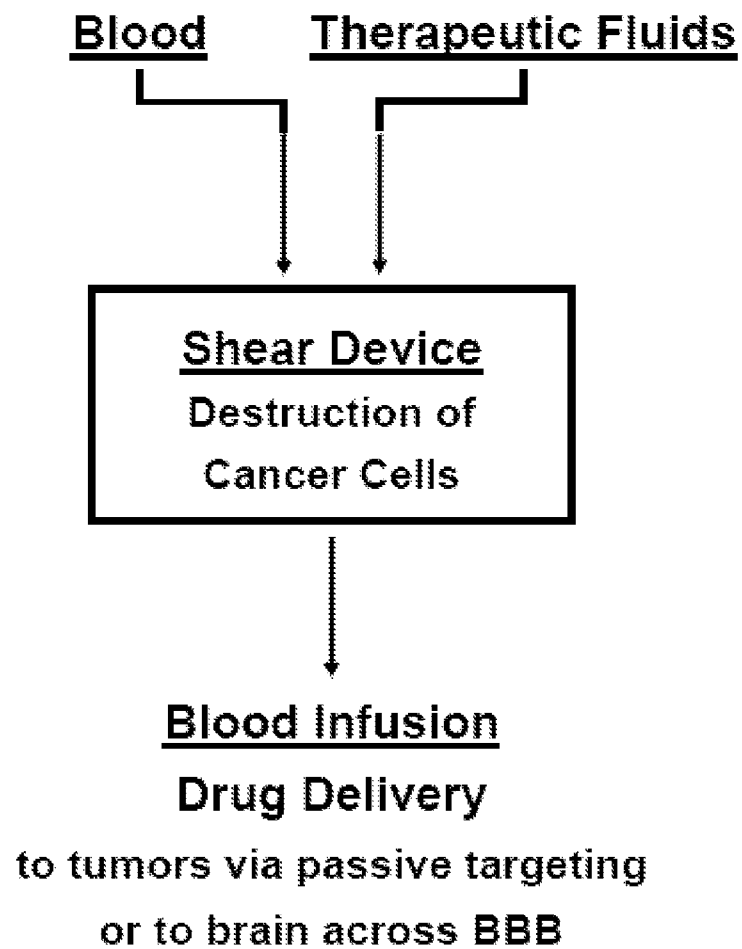 Blood
Therapeutic Fluids
Shear Device
Destruction of
Cancer Cells
Blood Infusion
Drug Delivery
to tumors via passive targeting
or to brain across BBB